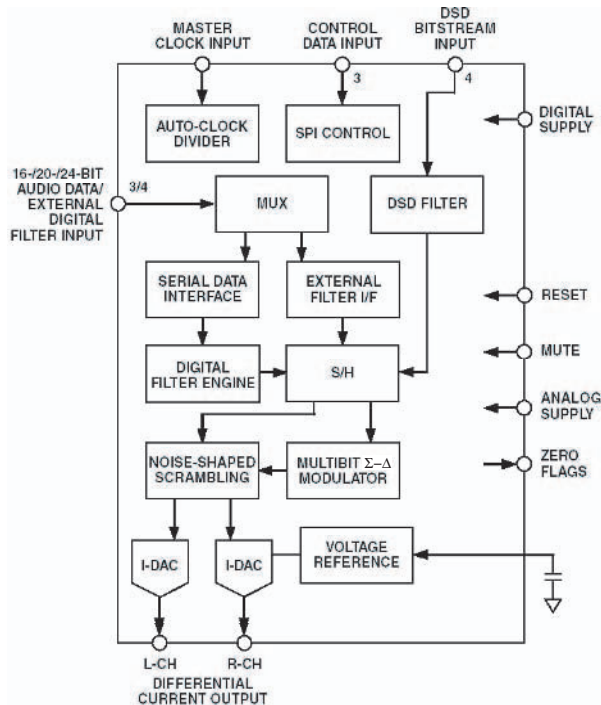 MASTER
CLOCK INPUT
CONTROL
DATA INPUT
DSD
BITSTREAM
INPUT
3
4
AUTO-CLOCK
DIVIDER
SPI CONTROL
DIGITAL
SUPPLY
16-/20-/24-BIT
AUDIO DATA/
EXTERNAL
DIGITAL
FILTER INPUT
3/4
MUX
DSD FILTER
SERIAL DATA
INTERFACE
EXTERNAL
FILTER I/F
RESET
DIGITAL
FILTER ENGINE
S/H
MUTE
ANALOG
SUPPLY
NOISE-SHAPED
SCRAMBLING
MULTIBIT Σ–Δ
MODULATOR
ZERO
FLAGS
I-DAC
I-DAC
VOLTAGE
REFERENCE
L-CH
R-CH
DIFFERENTIAL
CURRENT OUTPUT